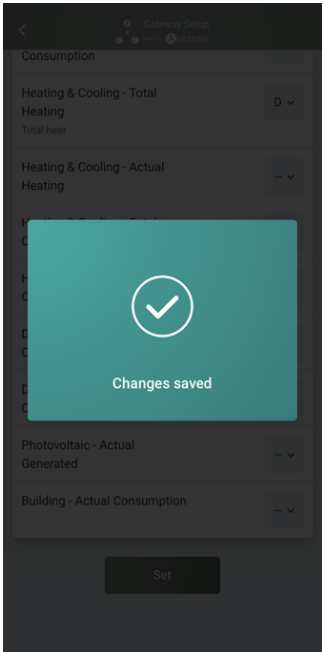 Gateway Setup
AIRZONE
Consumption
Heating & Cooling - Total
Heating
Total heat
D
Heating & Cooling - Actual
Heating
--
Changes saved
Photovoltaic - Actual
Generated
--
Building - Actual Consumption
--
Set